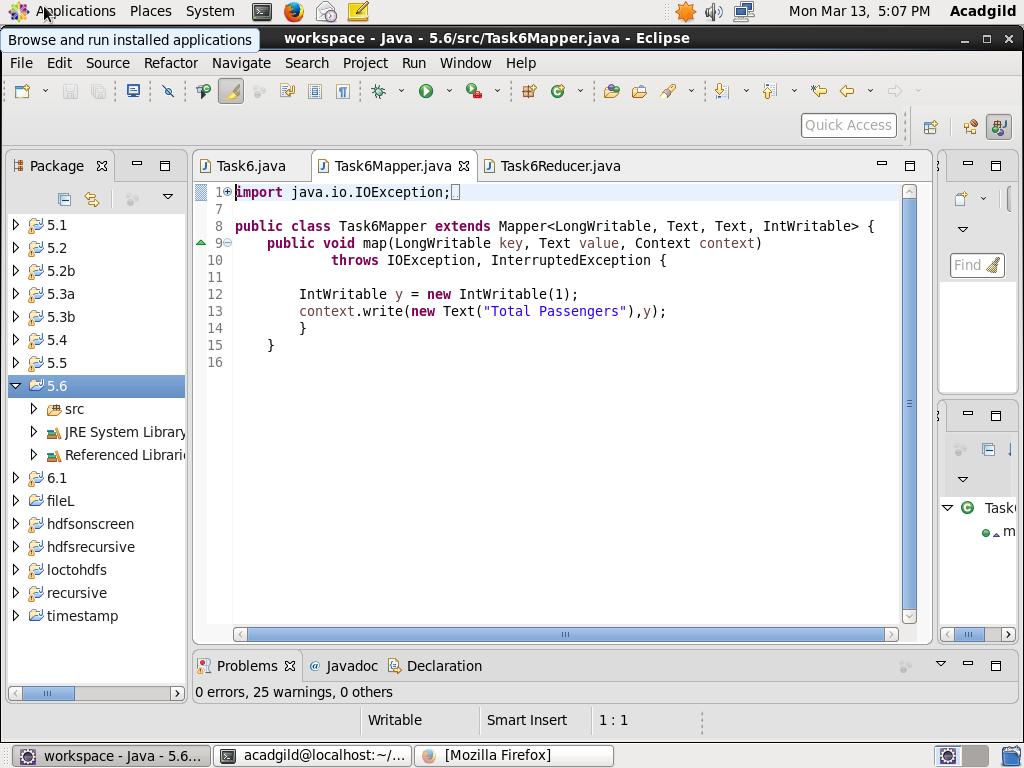 Applications Places System Mon Mar 13, 5:07 PM Acadgild
Browse and run installed applications
workspace - Java - 5.6/src/Task6Mapper.java - Eclipse
File Edit Source Refactor Navigate Search Project Run Window Help
Quick Access
Package
Task6.java Task6Mapper.java Task6Reducer.java
5.1
5.2
5.2b
5.3a
5.3b
5.4
5.5
5.6
src
JRE System Library
Referenced Librari
6.1
fileL
hdfsonscreen
hdfsrecursive
loctohdfs
recursive
timestamp
1 import java.io.IOException;
7
8 public class Task6Mapper extends Mapper<LongWritable, Text, Text, IntWritable> {
9 public void map(LongWritable key, Text value, Context context)
10 throws IOException, InterruptedException {
11
12 IntWritable y = new IntWritable(1);
13 context.write(new Text("Total Passengers"),y);
14 }
15 }
16
Find
Task6
m
Problems @ Javadoc Declaration
0 errors, 25 warnings, 0 others
Writable Smart Insert 1 : 1
workspace - Java - 5.6... acadgild@localhost:~/... [Mozilla Firefox]